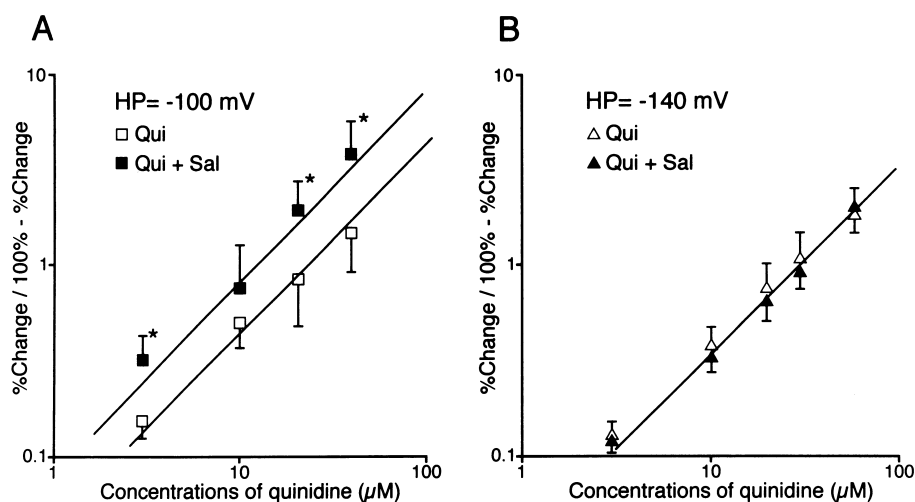 A
%Change / 100% - %Change
10
1
0.1
HP= -100 mV
Qui
Qui + Sal
*
*
*
1
10
100
Concentrations of quinidine (µM)
B
%Change / 100% - %Change
10
1
0.1
HP= -140 mV
Qui
Qui + Sal
1
10
100
Concentrations of quinidine (µM)